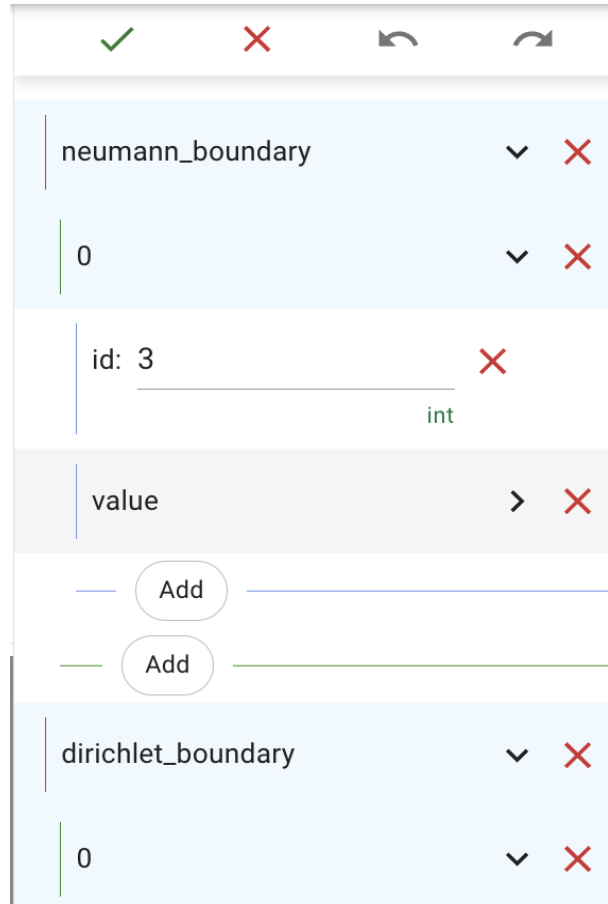 neumann_boundary
0
id: 3
int
value
Add
Add
dirichlet_boundary
0